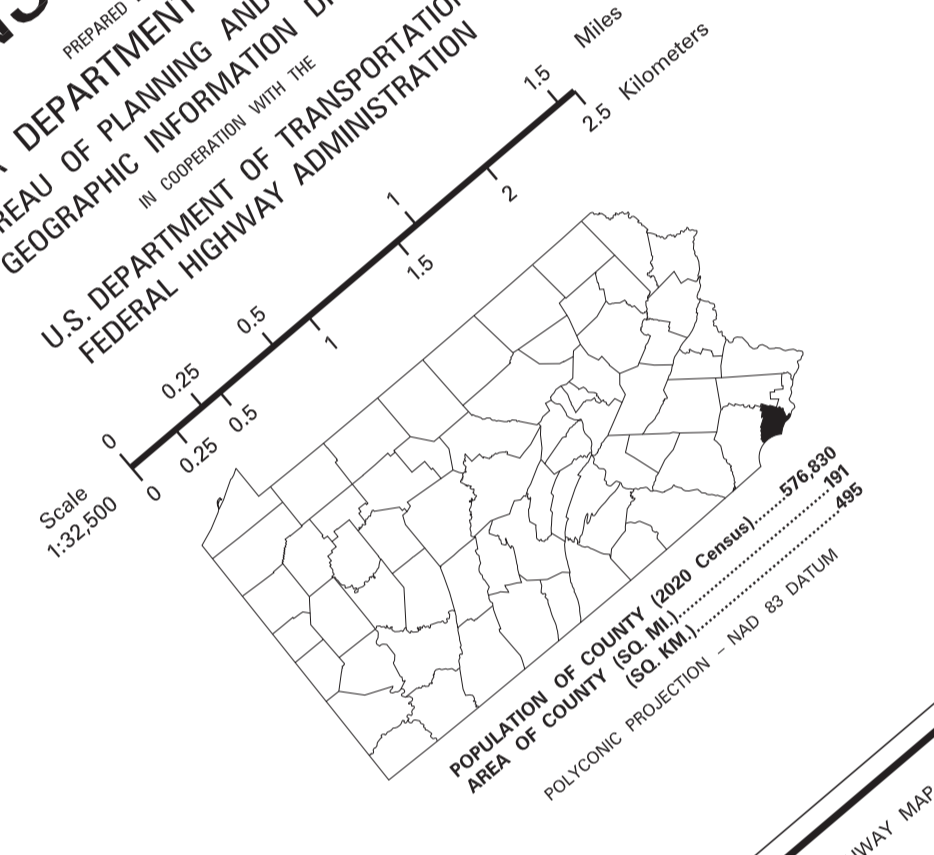 PREPARED
DEPARTMENT
OF PLANNING AND
GEOGRAPHIC INFORMATION
IN COOPERATION WITH THE
U.S. DEPARTMENT OF TRANSPORTATION
FEDERAL HIGHWAY ADMINISTRATION
Miles
Kilometers
0 0.25 0.5 1 1.5
0 0.25 0.5 1 1.5 2 2.5
Scale
1:32,500
POPULATION OF COUNTY (2020 Census).......576,830
AREA OF COUNTY (SQ. MI.)..............................191
(SQ. KM.)..............................495
POLYCONIC PROJECTION – NAD 83 DATUM
MAP